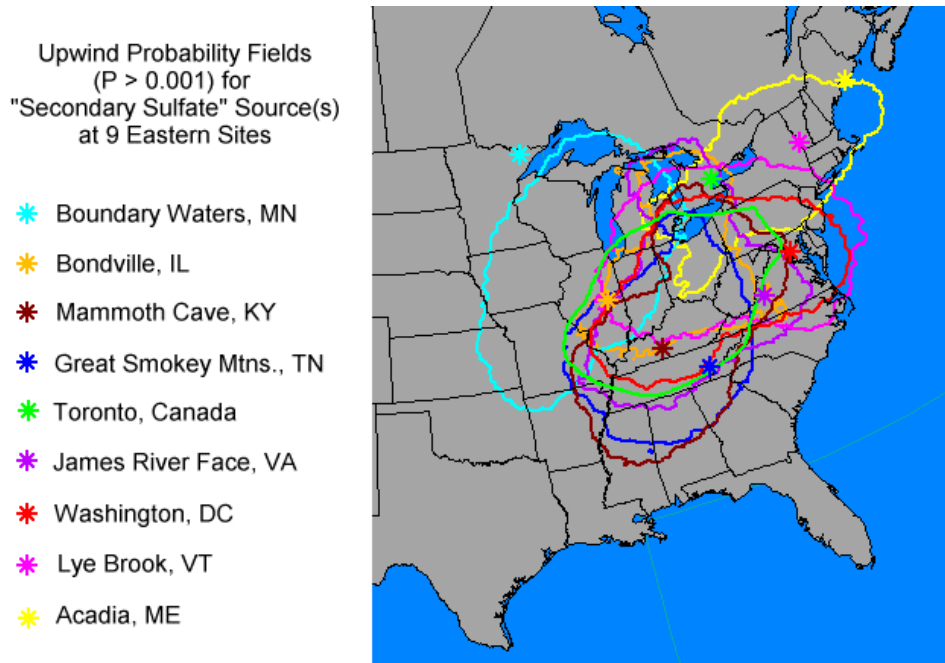 Upwind Probability Fields
(P > 0.001) for
"Secondary Sulfate" Source(s)
at 9 Eastern Sites
Boundary Waters, MN
Bondville, IL
Mammoth Cave, KY
Great Smokey Mtns., TN
Toronto, Canada
James River Face, VA
Washington, DC
Lye Brook, VT
Acadia, ME